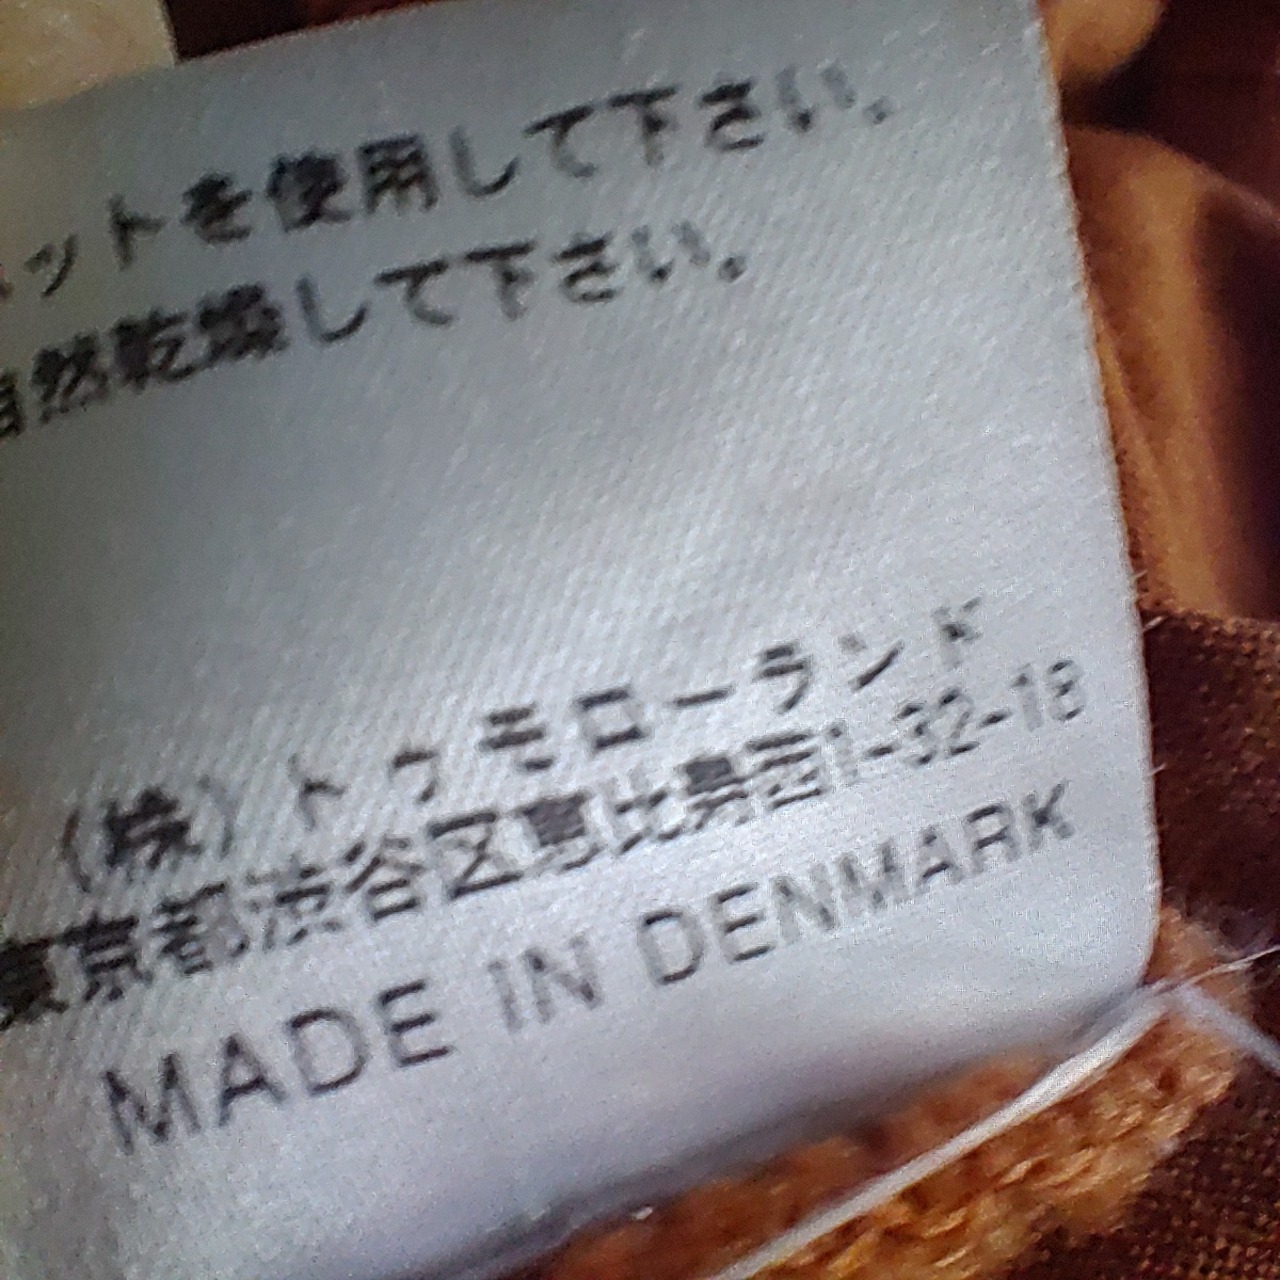 ットを使用して下さい。
自然乾燥して下さい。
(株)トゥモローランド
東京都渋谷区恵比寿西1-32-18
MADE IN DENMARK